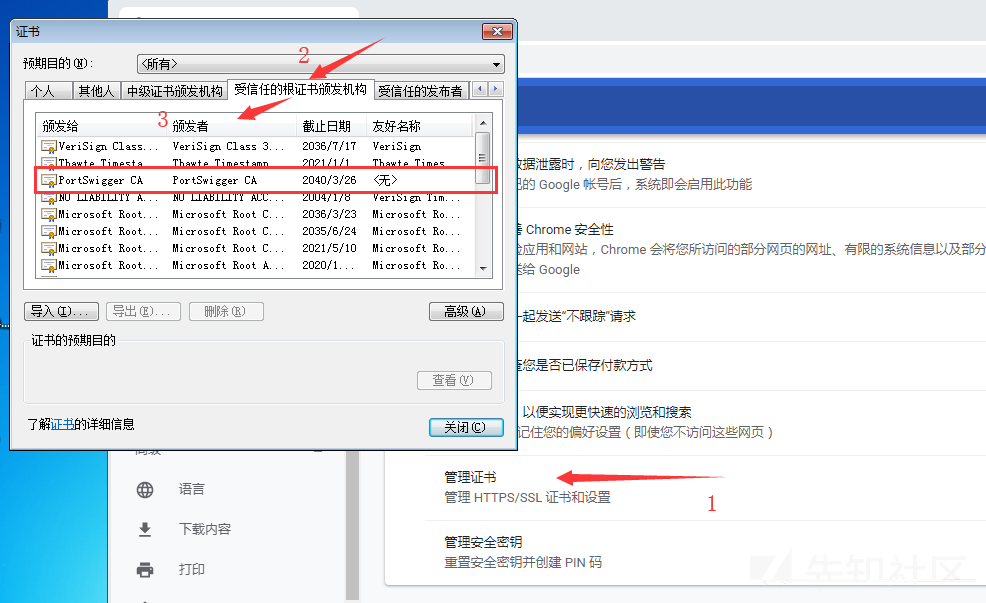 证书
预期目的(N):
<所有>
2
个人
其他人
中级证书颁发机构
受信任的根证书颁发机构
受信任的发布者
3
颁发给 颁发者 截止日期 友好名称
VeriSign Class... VeriSign Class 3... 2036/7/17 VeriSign
Thawte Timesta... Thawte Timestamp... 2021/1/1 Thawte Times...
PortSwigger CA PortSwigger CA 2040/3/26 <无>
NO LIABILITY A... NO LIABILITY ACC... 2004/1/8 VeriSign Tim...
Microsoft Root... Microsoft Root C... 2036/3/23 Microsoft Ro...
Microsoft Root... Microsoft Root C... 2035/6/24 Microsoft Ro...
Microsoft Root... Microsoft Root C... 2021/5/10 Microsoft Ro...
Microsoft Root... Microsoft Root A... 2020/1... Microsoft Ro...
导入(I)...
导出(E)...
删除(R)
高级(A)
证书的预期目的
查看(V)
了解证书的详细信息
关闭(C)
数据泄露时，向您发出警告
的 Google 帐号后，系统即会启用此功能
Chrome 安全性
应用和网站，Chrome 会将您所访问的部分网页的网址、有限的系统信息以及部分
送给 Google
一起发送“不跟踪”请求
查您是否已保存付款方式
以便实现更快速的浏览和搜索
记住您的偏好设置（即使您不访问这些网页）
高级
管理证书
管理 HTTPS/SSL 证书和设置
1
语言
下载内容
管理安全密钥
重置安全密钥并创建 PIN 码
打印
先知社区